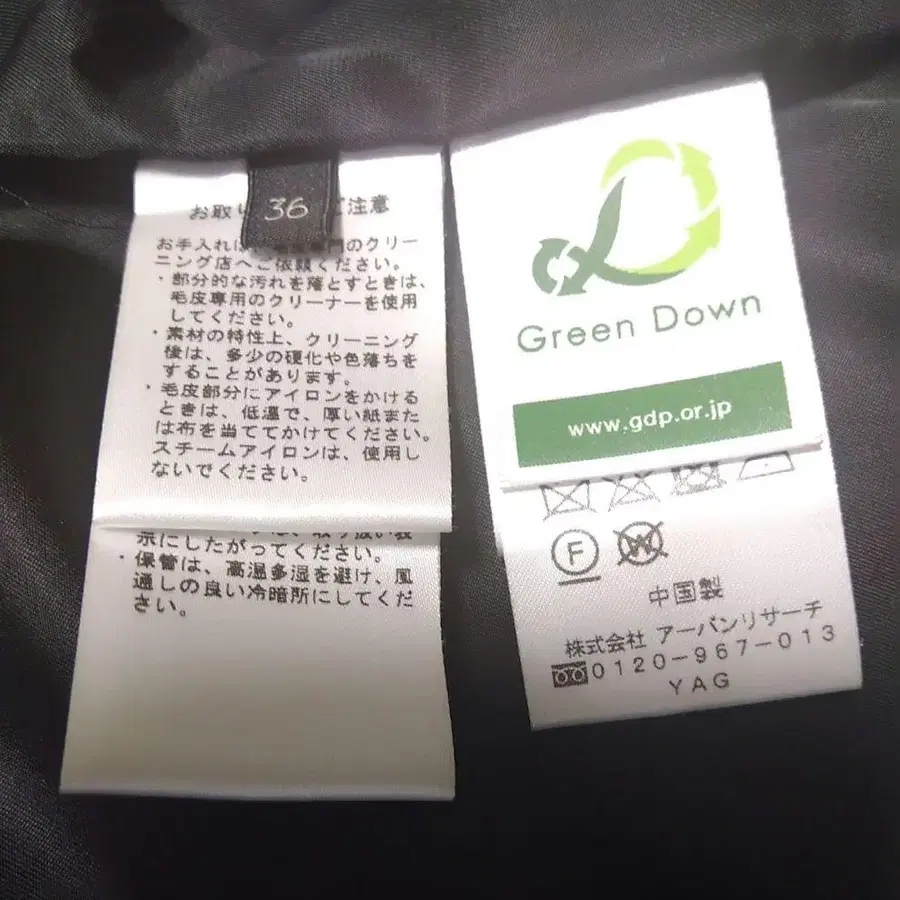 36
お取り
ご注意
お手入れは
専門のクリー
ニング店へご依頼ください。
・部分的な汚れを落とすときは、
毛皮専用のクリーナーを使用
してください。
・素材の特性上、クリーニング
後は、多少の硬化や色落ちを
することがあります。
・毛皮部分にアイロンをかける
ときは、低温で、厚い紙また
は布を当ててかけてください。
スチームアイロンは、使用し
ないでください。
示にしたがってください。
・保管は、高温多湿を避け、風
通しの良い冷暗所にしてくだ
さい。
Green Down
www.gdp.or.jp
F W
中国製
株式会社 アーバンリサーチ
0120-967-013
YAG